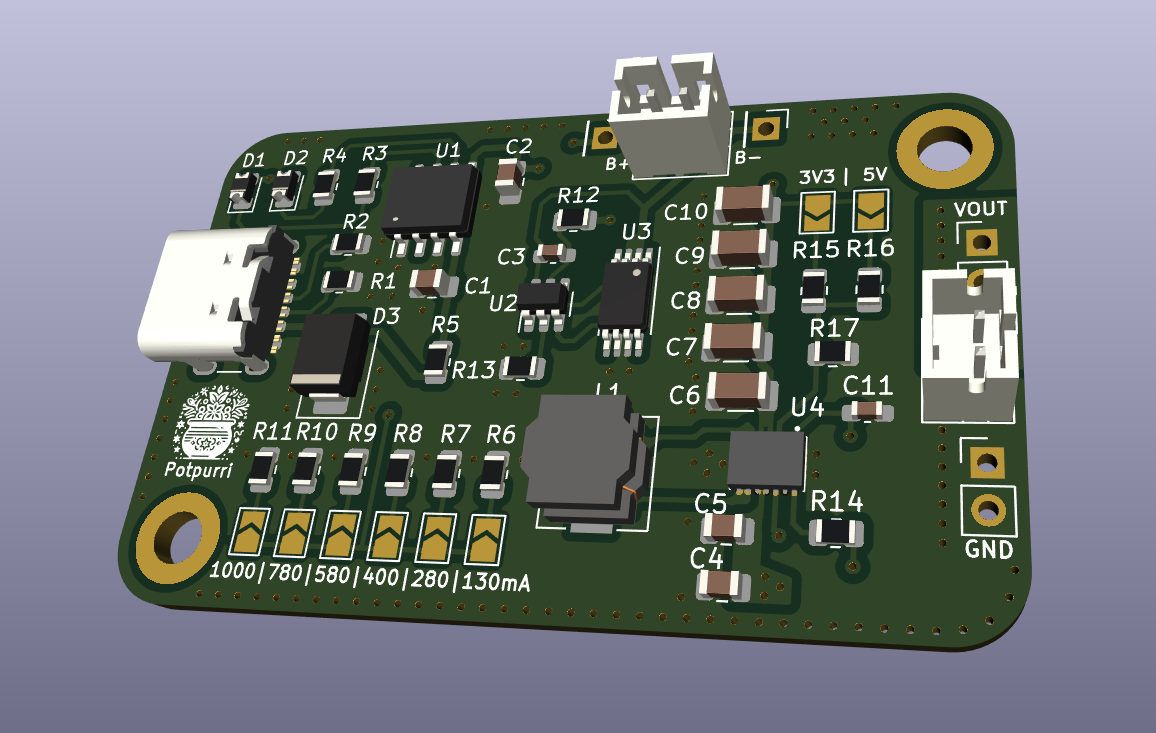 D1 D2 R4 R3 U1 C2
B+ B-
R12 C10 3V3 | 5V
VOUT
R2 C3 U3 C9 R15 R16
R1 C1 U2 C8
D3 R5 C7 R17
R13 C6 C11
L1 U4
R11 R10 R9 R8 R7 R6
Potpurri
C5 R14
C4 GND
1000|780|580|400|280|130mA